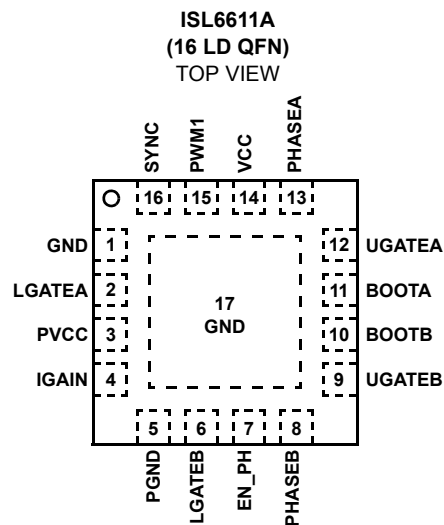 ISL6611A
(16 LD QFN)
TOP VIEW
SYNC
PWM1
VCC
PHASEA
16
15
14
13
GND
1
12
UGATEA
LGATEA
2
11
BOOTA
17
GND
PVCC
3
10
BOOTB
IGAIN
4
9
UGATEB
5
6
7
8
PGND
LGATEB
EN_PH
PHASEB